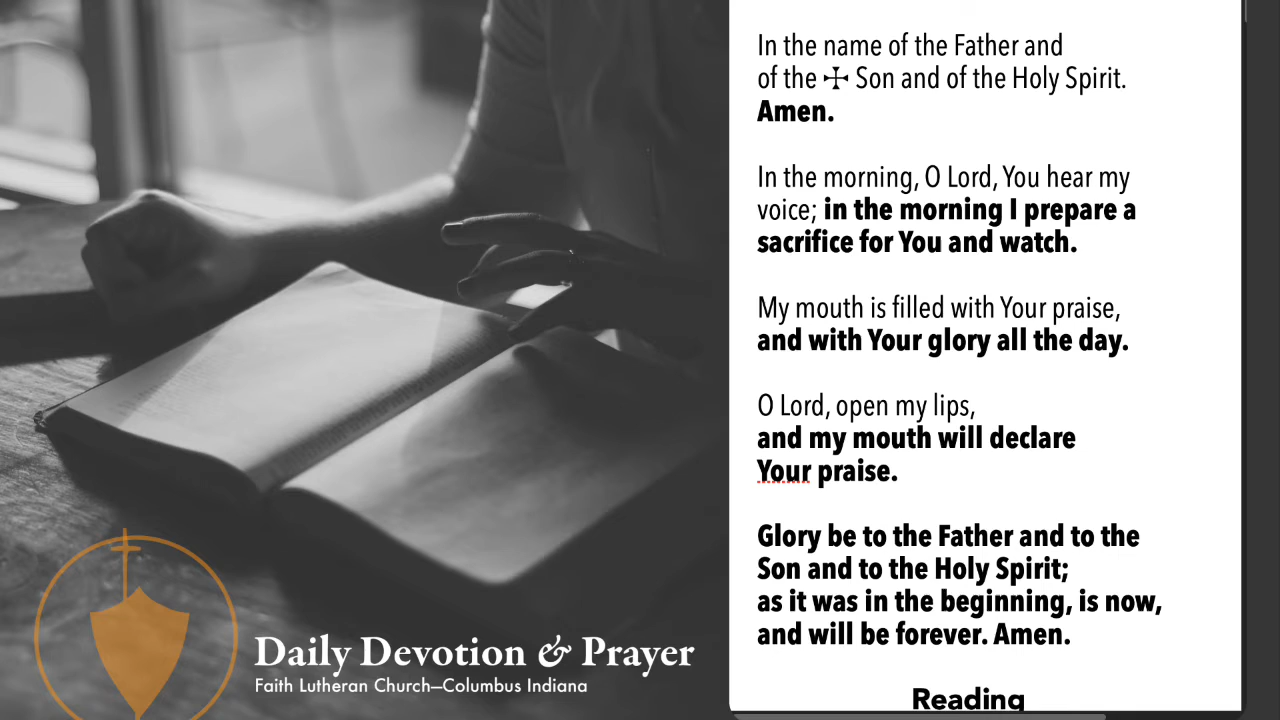 In the name of the Father and
of the ☩ Son and of the Holy Spirit.
Amen.
In the morning, O Lord, You hear my
voice; in the morning I prepare a
sacrifice for You and watch.
My mouth is filled with Your praise,
and with Your glory all the day.
O Lord, open my lips,
and my mouth will declare
Your praise.
Glory be to the Father and to the
Son and to the Holy Spirit;
as it was in the beginning, is now,
and will be forever. Amen.
Reading
Daily Devotion & Prayer
Faith Lutheran Church—Columbus Indiana